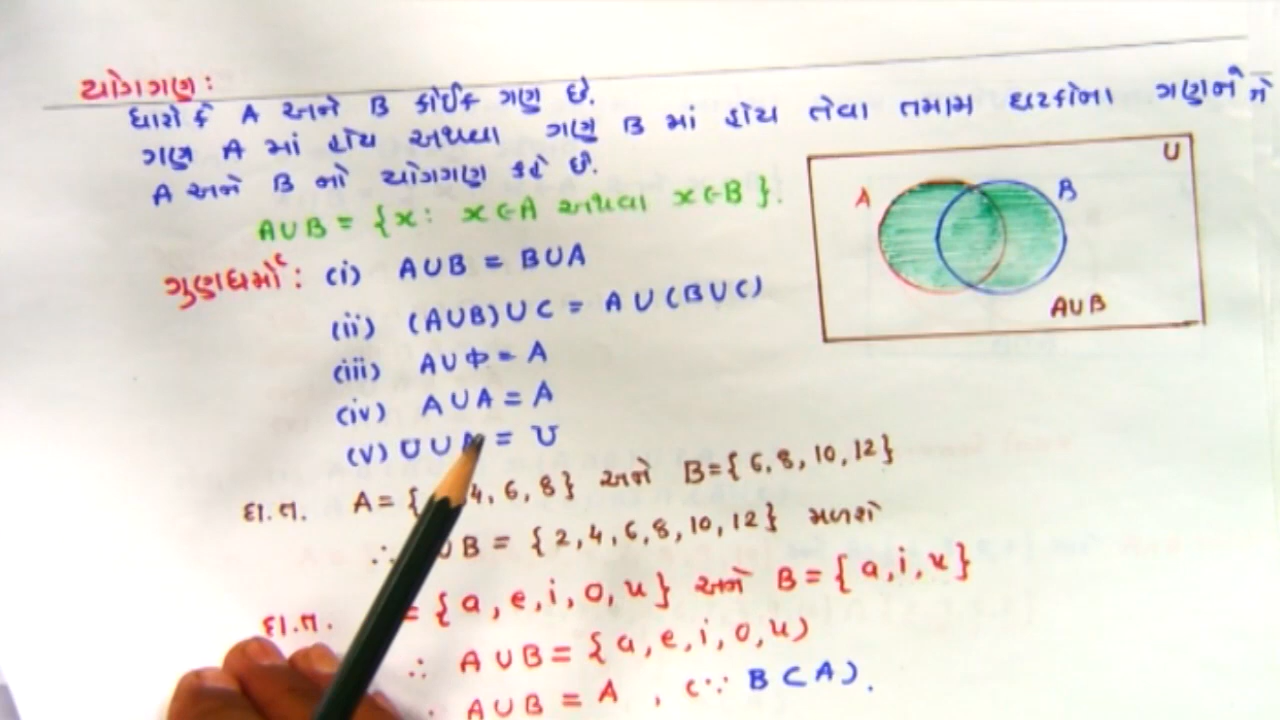 યોગગણ:
ધારો કે A અને B કોઈક ગણ છે.
ગણ A માં હોય અથવા ગણ B માં હોય તેવા તમામ ઘટકોના ગણને ને
A અને B નો યોગગણ કહે છે.
A∪B = {x: x∈A અથવા x∈B}.
ગુણધર્મો: (i) A∪B = B∪A
(ii) (A∪B)∪C = A∪(B∪C)
(iii) A∪Φ = A
(iv) A∪A = A
(v) U∪A = U
દા.ત. A={ 4, 6, 8} અને B={6, 8, 10, 12}
∴ ∪B = {2, 4, 6, 8, 10, 12} મળશે
દા.ત. = {a, e, i, o, u} અને B={a, i, u}
∴ A∪B = {a, e, i, o, u)
A∪B = A , (∵ B⊂A).
U
A
B
A∪B